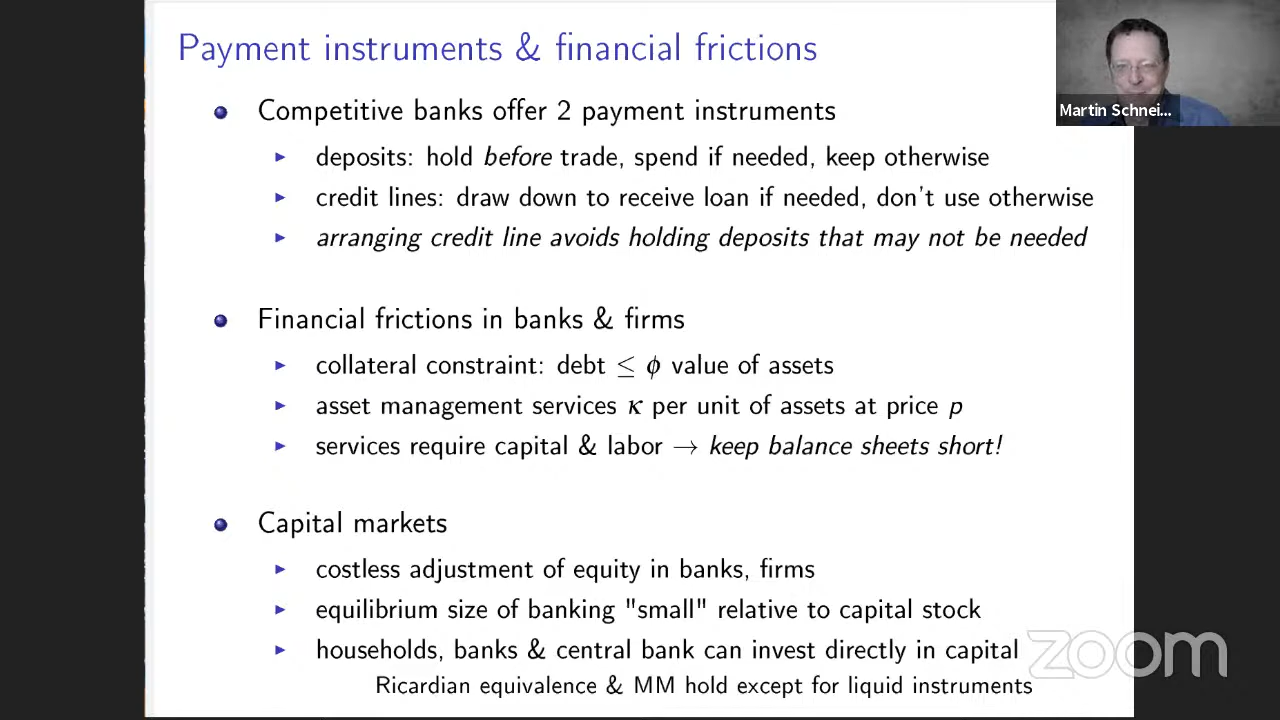 Payment instruments & financial frictions
Martin Schnei...
Competitive banks offer 2 payment instruments
deposits: hold before trade, spend if needed, keep otherwise
credit lines: draw down to receive loan if needed, don't use otherwise
arranging credit line avoids holding deposits that may not be needed
Financial frictions in banks & firms
collateral constraint: debt ≤ ϕ value of assets
asset management services κ per unit of assets at price p
services require capital & labor → keep balance sheets short!
Capital markets
costless adjustment of equity in banks, firms
equilibrium size of banking "small" relative to capital stock
households, banks & central bank can invest directly in capital
Ricardian equivalence & MM hold except for liquid instruments
zoom